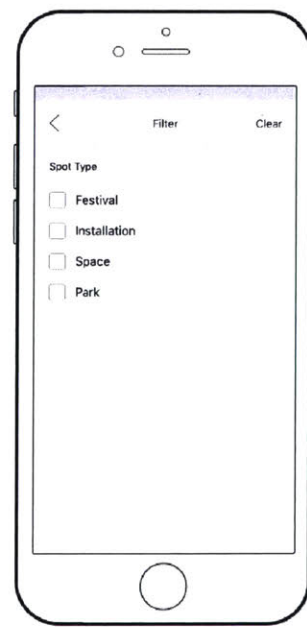 Filter Clear
Spot Type
Festival
Installation
Space
Park